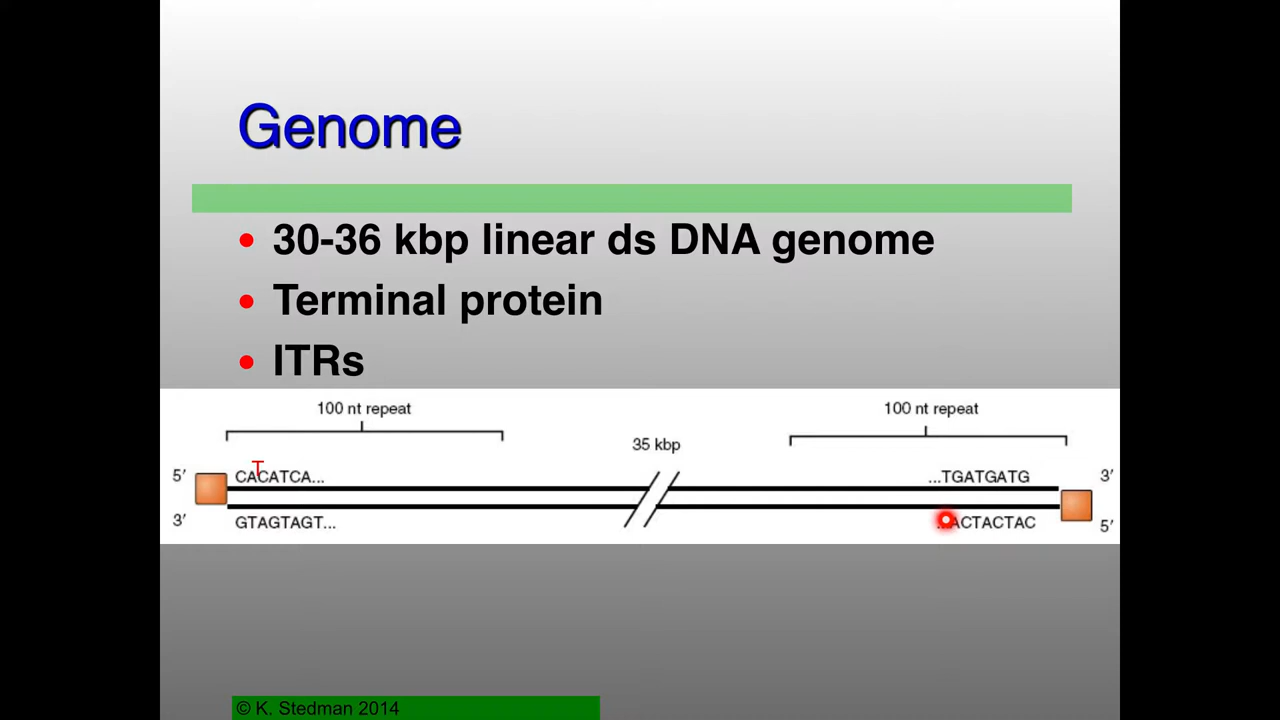 Genome
• 30-36 kbp linear ds DNA genome
• Terminal protein
• ITRs
100 nt repeat
100 nt repeat
35 kbp
T
5′ CACATCA... ...TGATGATG 3′
3′ GTAGTAGT... ...ACTACTAC 5′
© K. Stedman 2014